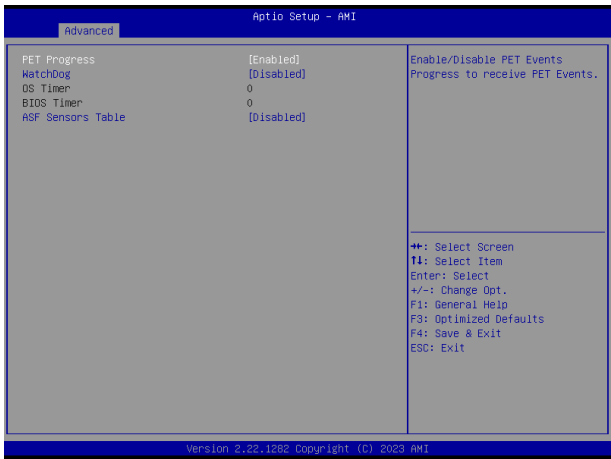 Aptio Setup – AMI
Advanced
PET Progress [Enabled]
WatchDog [Disabled]
OS Timer 0
BIOS Timer 0
ASF Sensors Table [Disabled]
Enable/Disable PET Events
Progress to receive PET Events.
→←: Select Screen
↑↓: Select Item
Enter: Select
+/-: Change Opt.
F1: General Help
F3: Optimized Defaults
F4: Save & Exit
ESC: Exit
Version 2.22.1282 Copyright (C) 2023 AMI